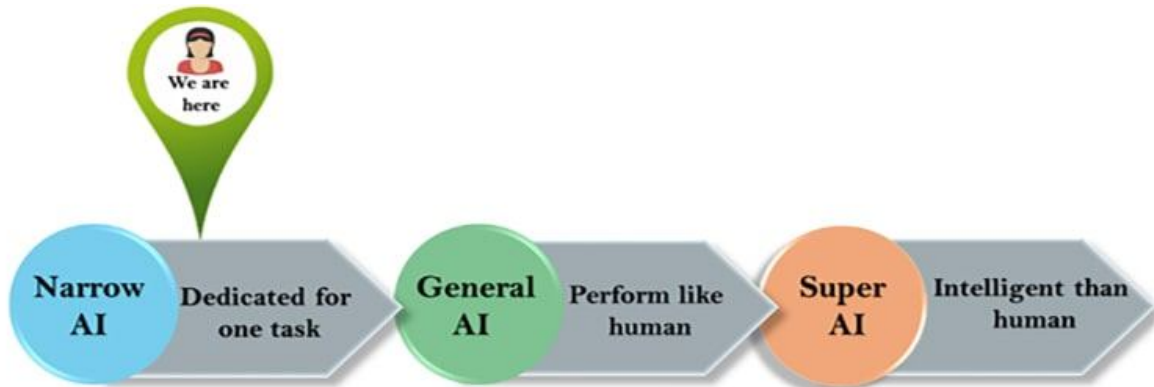 We are
here
Narrow
AI
Dedicated for
one task
General
AI
Perform like
human
Super
AI
Intelligent than
human